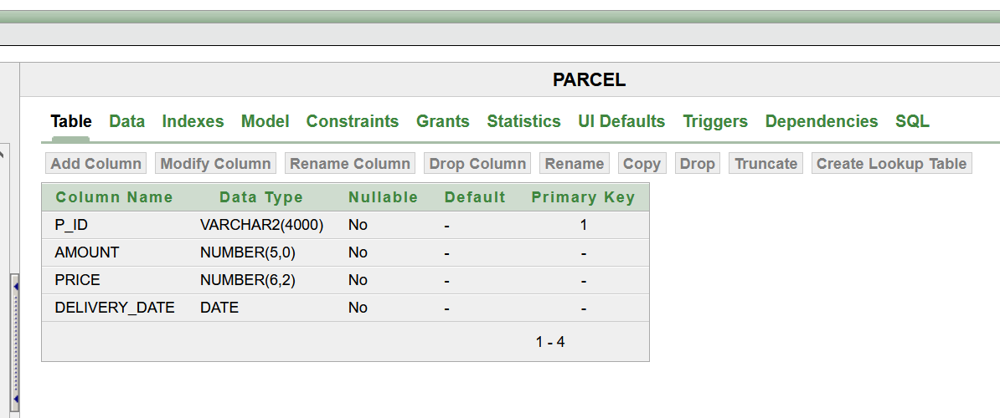 PARCEL
Table Data Indexes Model Constraints Grants Statistics UI Defaults Triggers Dependencies SQL
Add Column Modify Column Rename Column Drop Column Rename Copy Drop Truncate Create Lookup Table
Column Name Data Type Nullable Default Primary Key
P_ID VARCHAR2(4000) No - 1
AMOUNT NUMBER(5,0) No - -
PRICE NUMBER(6,2) No - -
DELIVERY_DATE DATE No - -
1 - 4